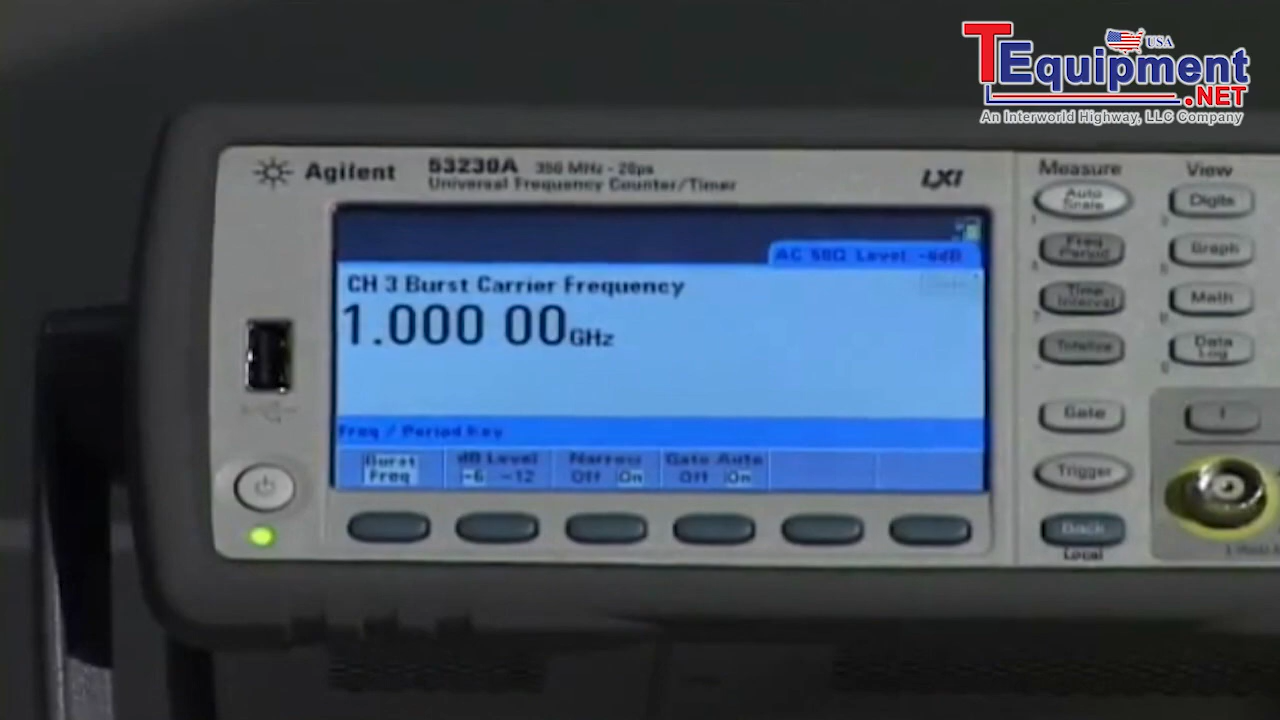 TEquipment
USA
.NET
An Interworld Highway, LLC Company
Agilent
53230A 350 MHz - 20ps
Universal Frequency Counter/Timer
LXI
AC 50Ω Level -6dB
CH 3 Burst Carrier Frequency
1.000 00GHz
Freq / Period Key
Burst
Freq
dB Level
-6 -12
Narrow
Off On
Gate Auto
Off On
Measure
Auto
Scale
Freq
Period
Time
Interval
Totalize
Gate
Trigger
Back
Local
View
Digits
Graph
Math
Data
Log
1